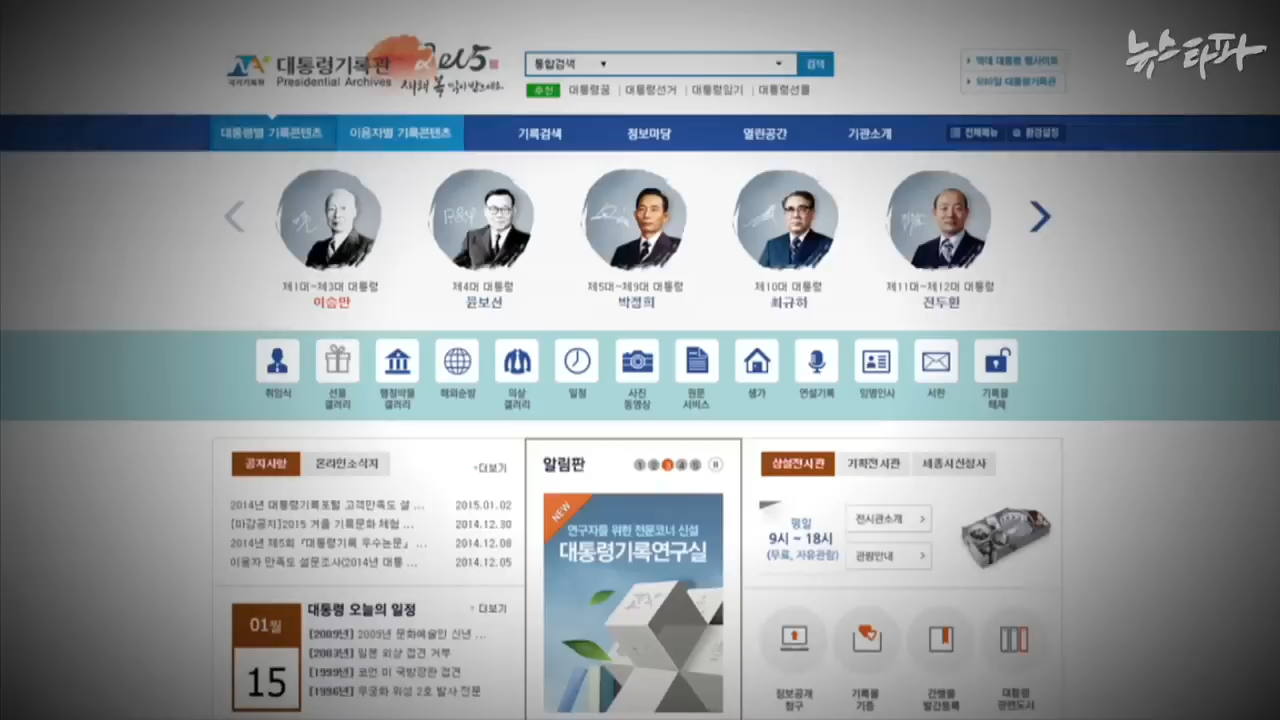 뉴스타파
국가기록원
대통령기록관
Presidential Archives
2015
새해 복 많이 받으세요.
통합검색
검색
추천 대통령꿈 | 대통령선거 | 대통령암기 | 대통령선물
역대 대통령 웹사이트
모바일 대통령기록관
대통령별 기록콘텐츠 이용자별 기록콘텐츠 기록검색 정보마당 열린공간 기관소개 전체메뉴 환경설정
제1대~제3대 대통령
이승만
제4대 대통령
윤보선
제5대~제9대 대통령
박정희
제10대 대통령
최규하
제11대~제12대 대통령
전두환
취임식
선물
갤러리
행정박물
갤러리
해외순방
의상
갤러리
일정
사진
동영상
원문
서비스
생가
연설기록
임명인사
서한
기록물
해제
공지사항 온라인소식지 +더보기
2014년 대통령기록포털 고객만족도 설 ... 2015.01.02
[마감공지]2015 겨울 기록문화 체험 ... 2014.12.30
2014년 제5회 「대통령기록 우수논문」 ... 2014.12.08
이용자 만족도 설문조사(2014년 대통 ... 2014.12.05
01월
15
대통령 오늘의 일정 + 더보기
[2009년] 2009년 문화예술인 신년 ...
[2003년] 일본 외상 접견 거부
[1999년] 코언 미 국방장관 접견
[1996년] 무궁화 위성 2호 발사 전문
알림판 1 2 3 4 5
NEW
연구자를 위한 전문코너 신설
대통령기록연구실
상설전시관 기획전시관 세종시신청사
평일
9시 ~ 18시
(무료, 자유관람)
전시관소개
관람안내
정보공개
청구
기록물
기증
간행물
발간등록
대통령
관련도서